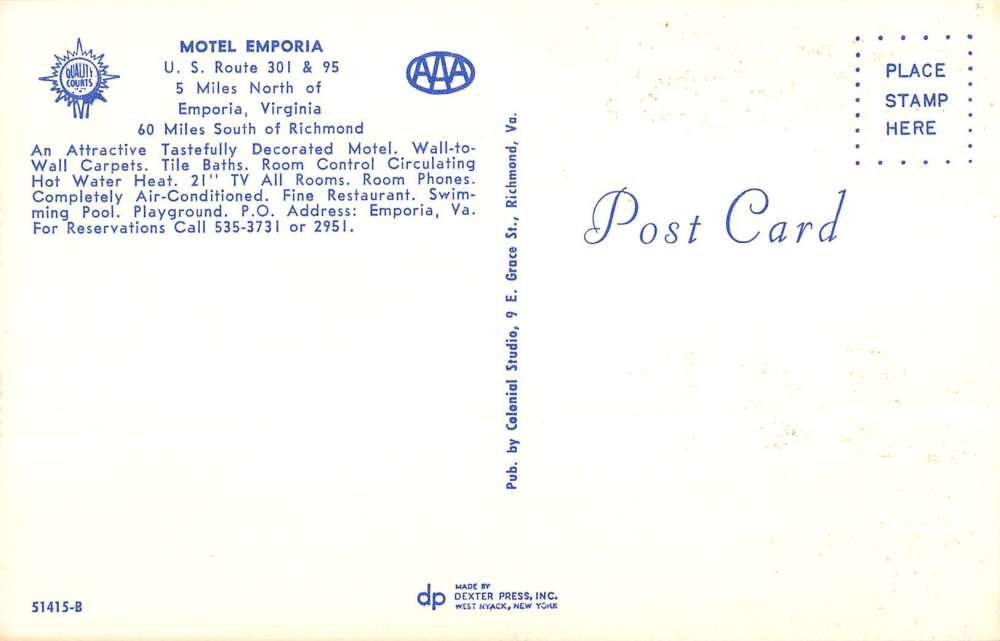 QUALITY
COURTS
MOTEL EMPORIA
U. S. Route 301 & 95
5 Miles North of
Emporia, Virginia
60 Miles South of Richmond
AAA
An Attractive Tastefully Decorated Motel. Wall-to-
Wall Carpets. Tile Baths. Room Control Circulating
Hot Water Heat. 21" TV All Rooms. Room Phones.
Completely Air-Conditioned. Fine Restaurant. Swim-
ming Pool. Playground. P.O. Address: Emporia, Va.
For Reservations Call 535-3731 or 2951.
Pub. by Colonial Studio, 9 E. Grace St., Richmond, Va.
PLACE
STAMP
HERE
Post Card
51415-B
dp
MADE BY
DEXTER PRESS, INC.
WEST NYACK, NEW YORK